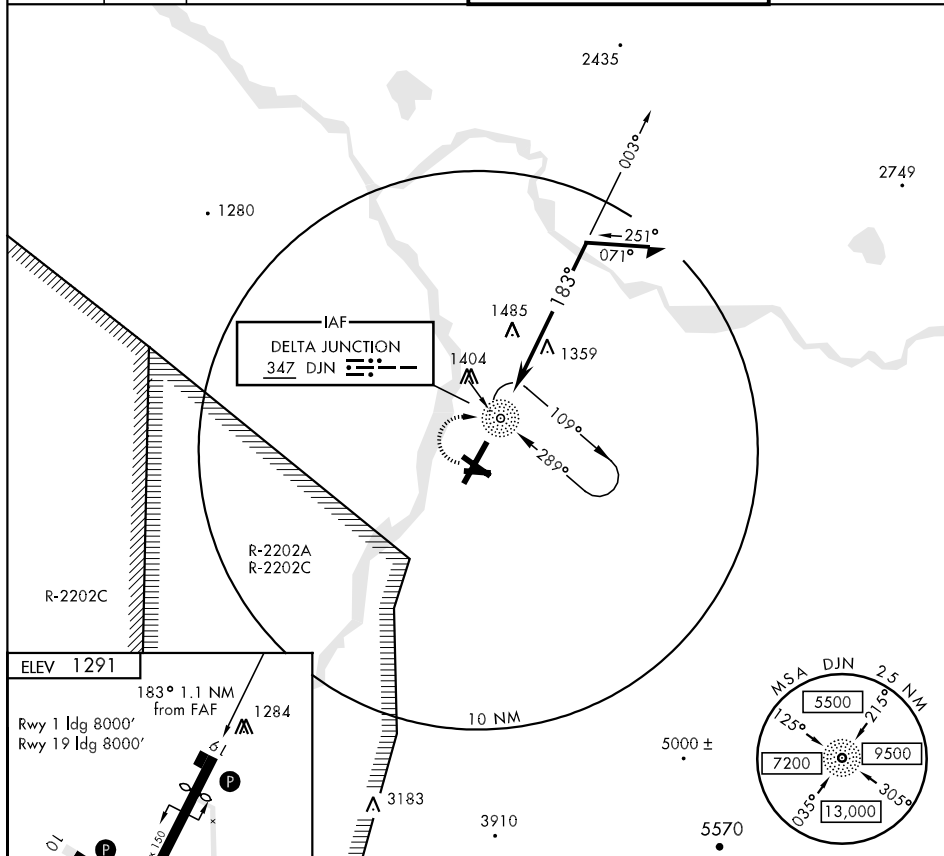 2435
003°
2749
1280
251°
071°
183°
1485
IAF
DELTA JUNCTION
347 DJN
1404
1359
109°
289°
R-2202A
R-2202C
R-2202C
ELEV 1291
183° 1.1 NM
from FAF
Rwy 1 ldg 8000'
Rwy 19 ldg 8000'
1284
19
P
10
P
x 150
x
10 NM
3183
3910
5000 ±
5570
MSA DJN 25 NM
5500
125°
215°
7200
9500
035°
305°
13,000